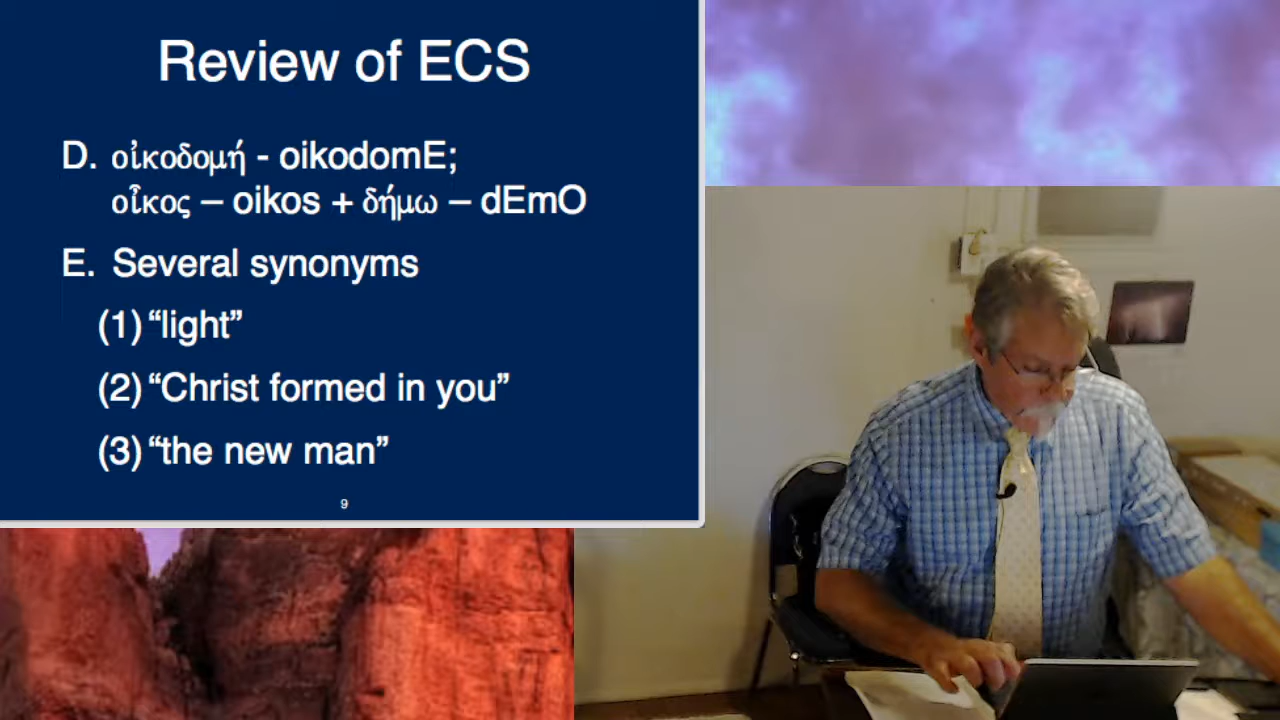 Review of ECS
D. οἰκοδομή - oikodomE;
οἶκος – oikos + δήμω – dEmO
E. Several synonyms
(1) “light”
(2) “Christ formed in you”
(3) “the new man”
9